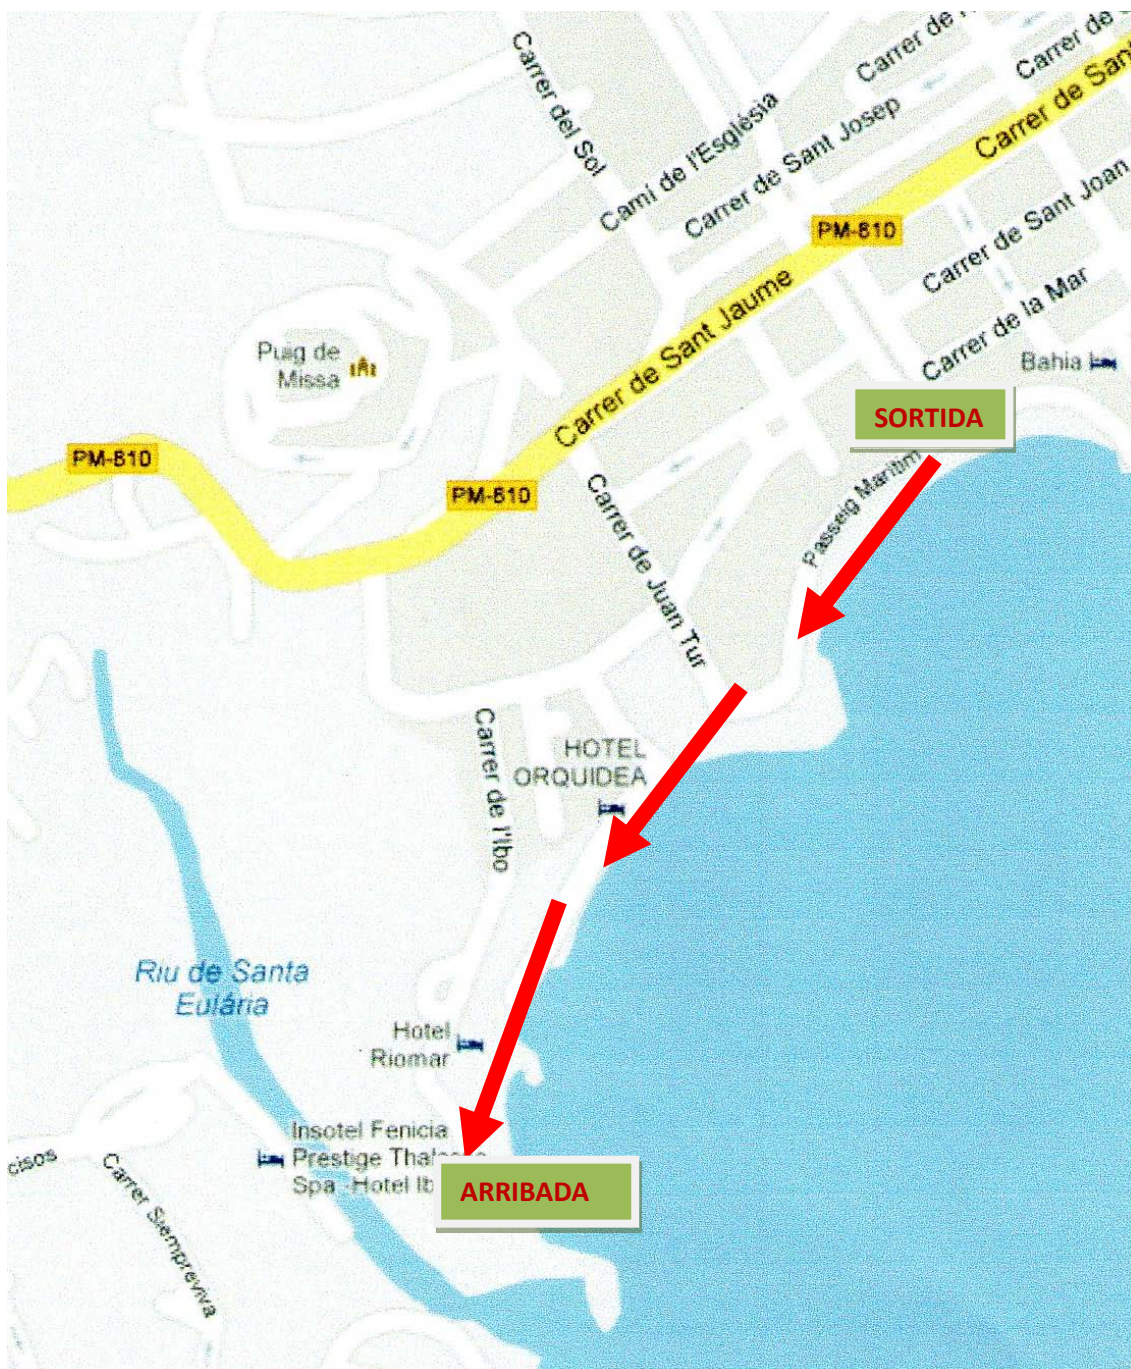 Carrer del Sol
Camí de l'Església
Carrer de Sant Josep
Carrer de
Carrer de
Carrer de Sant
PM-810
Carrer de Sant Joan
Carrer de la Mar
Bahia
Carrer de Sant Jaume
Puig de
Missa
SORTIDA
PM-810
PM-810
Passeig Marítim
Carrer de Juan Tur
HOTEL
ORQUIDEA
Carrer de l'Ibo
Riu de Santa
Eulária
Hotel
Riomar
Insotel Fenicia
Prestige
Spa -Hotel
ARRIBADA
cisos
Carrer Siempreviva